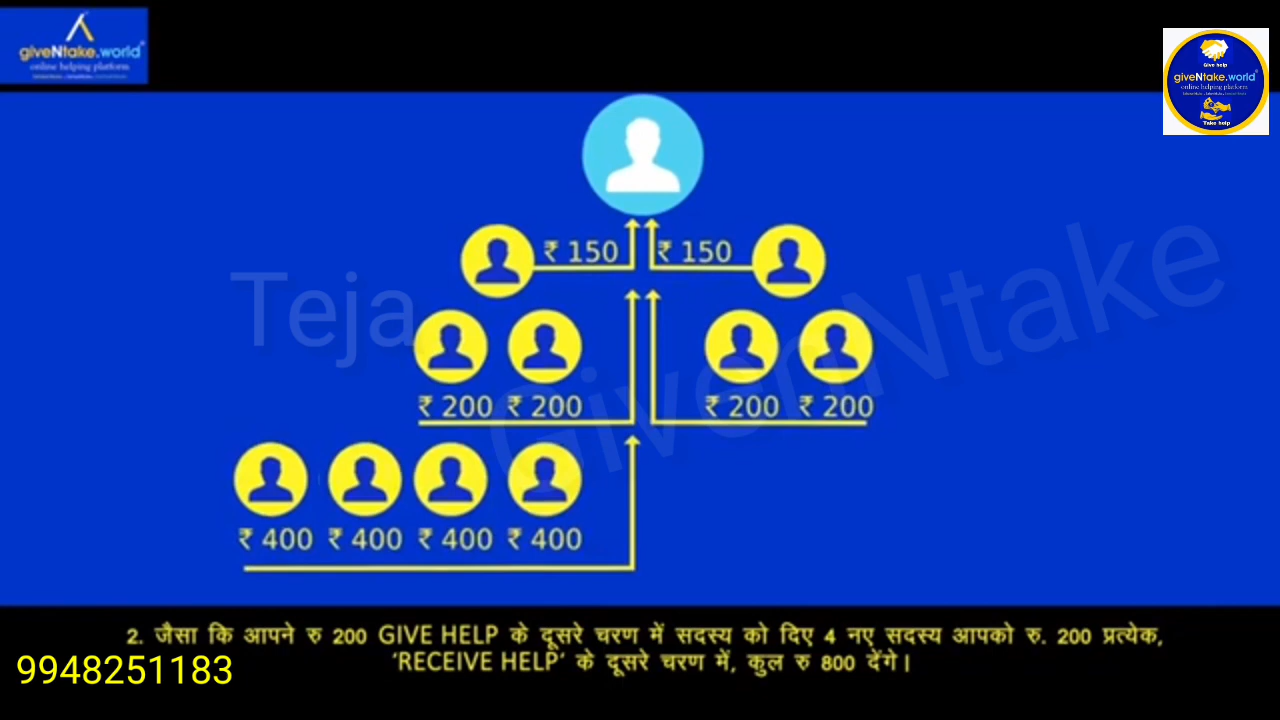 giveNtake.world
online helping platform
Give help
giveNtake.world
online helping platform
Take help
₹ 150 ₹ 150
Teja
GivenNtake
₹ 200 ₹ 200 ₹ 200 ₹ 200
₹ 400 ₹ 400 ₹ 400 ₹ 400
2. जैसा कि आपने रु 200 GIVE HELP के दूसरे चरण में सदस्य को दिए 4 नए सदस्य आपको रु. 200 प्रत्येक,
‘RECEIVE HELP’ के दूसरे चरण में, कुल रु 800 देंगे।
9948251183